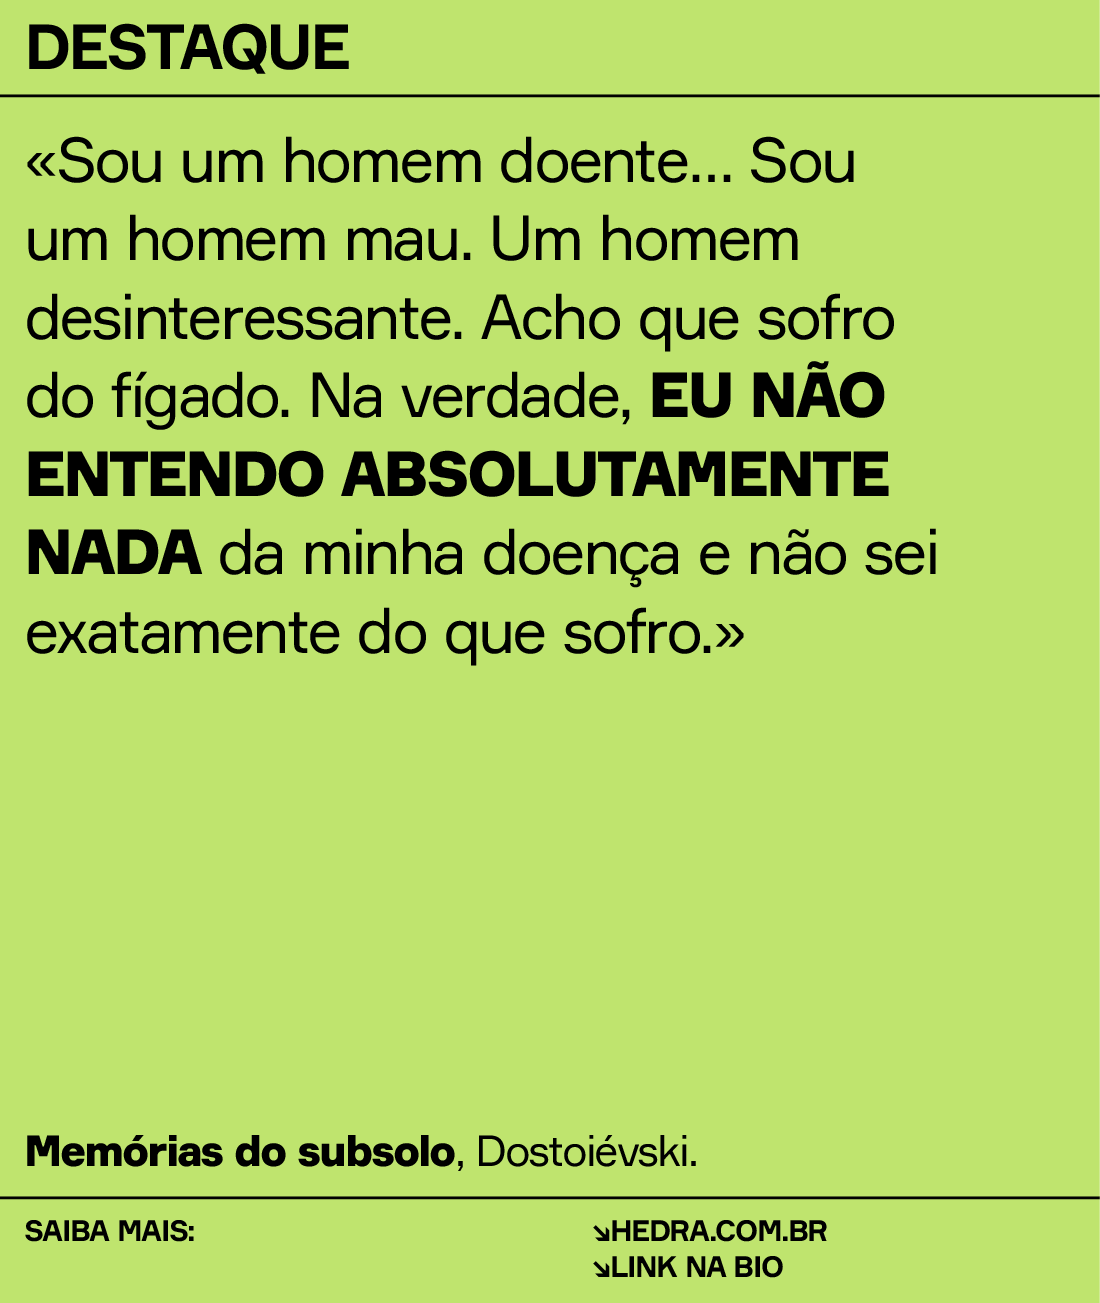 DESTAQUE
«Sou um homem doente... Sou
um homem mau. Um homem
desinteressante. Acho que sofro
do fígado. Na verdade, EU NÃO
ENTENDO ABSOLUTAMENTE
NADA da minha doença e não sei
exatamente do que sofro.»
Memórias do subsolo, Dostoiévski.
SAIBA MAIS:
↘HEDRA.COM.BR
↘LINK NA BIO